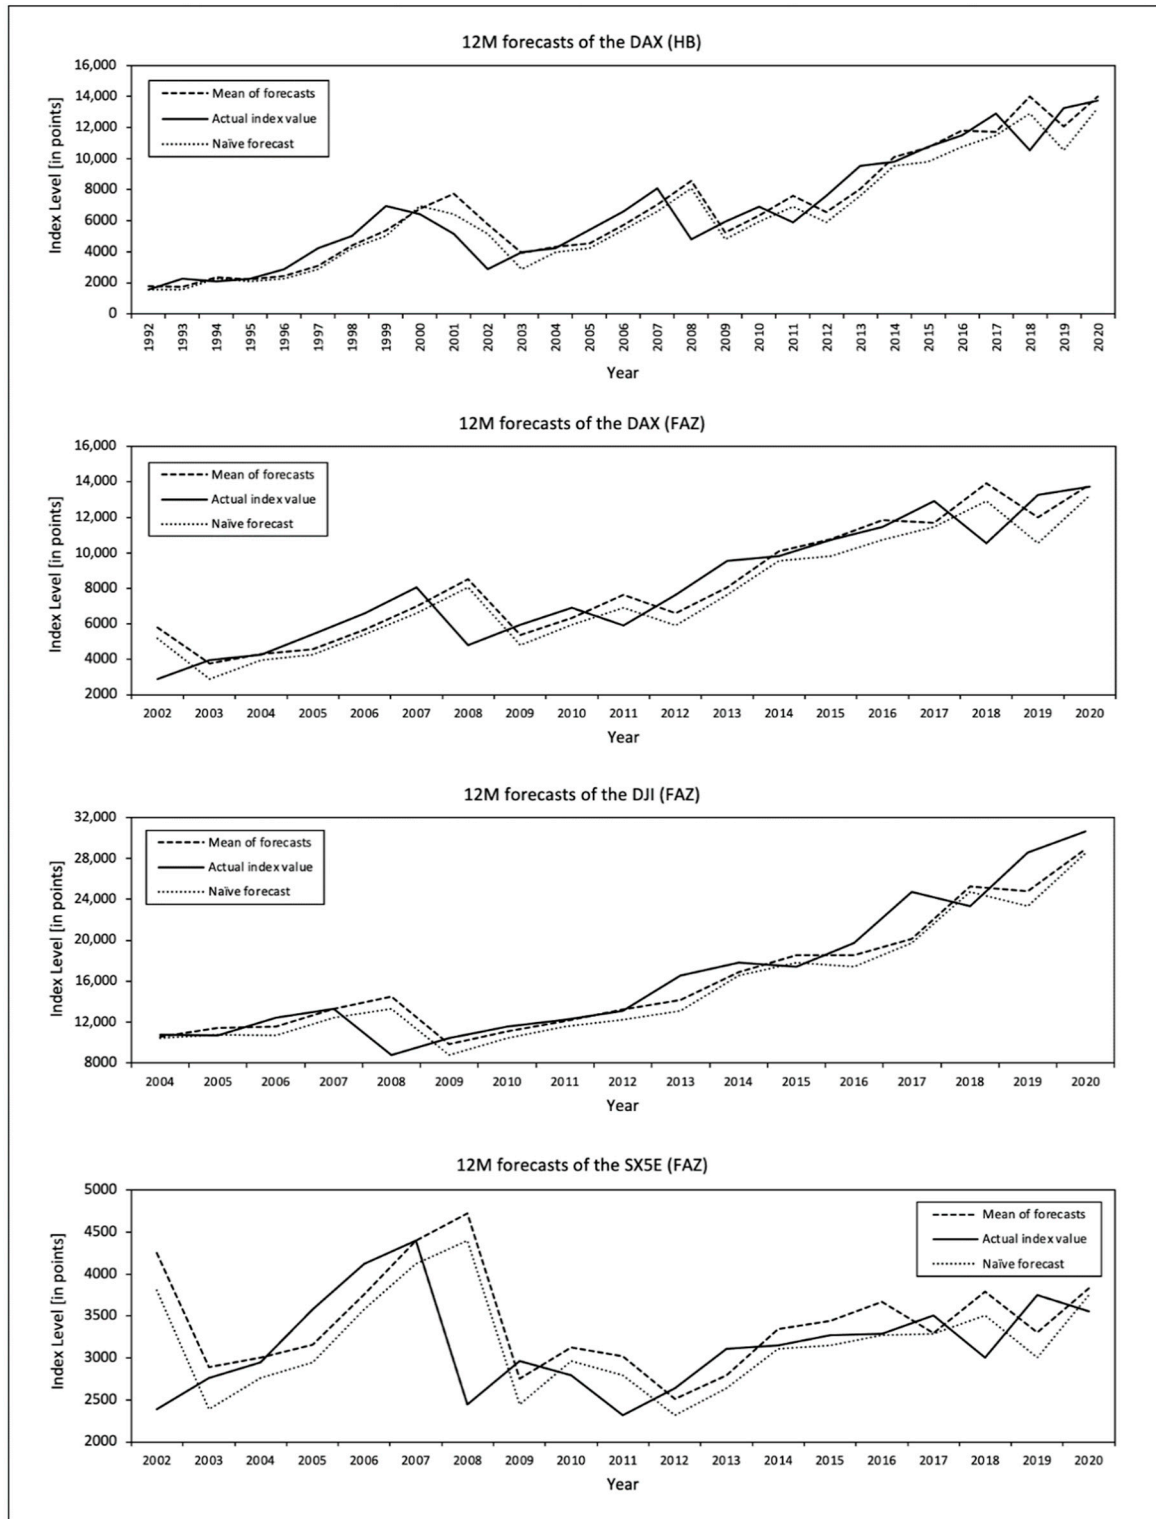 12M forecasts of the DAX (HB)
Index Level [in points]
16,000
14,000
12,000
10,000
8000
6000
4000
2000
0
Mean of forecasts
Actual index value
Naïve forecast
1992 1993 1994 1995 1996 1997 1998 1999 2000 2001 2002 2003 2004 2005 2006 2007 2008 2009 2010 2011 2012 2013 2014 2015 2016 2017 2018 2019 2020
Year
12M forecasts of the DAX (FAZ)
Index Level [in points]
16,000
14,000
12,000
10,000
8000
6000
4000
2000
Mean of forecasts
Actual index value
Naïve forecast
2002 2003 2004 2005 2006 2007 2008 2009 2010 2011 2012 2013 2014 2015 2016 2017 2018 2019 2020
Year
12M forecasts of the DJI (FAZ)
Index Level [in points]
32,000
28,000
24,000
20,000
16,000
12,000
8000
Mean of forecasts
Actual index value
Naïve forecast
2004 2005 2006 2007 2008 2009 2010 2011 2012 2013 2014 2015 2016 2017 2018 2019 2020
Year
12M forecasts of the SX5E (FAZ)
Index Level [in points]
5000
4500
4000
3500
3000
2500
2000
Mean of forecasts
Actual index value
Naïve forecast
2002 2003 2004 2005 2006 2007 2008 2009 2010 2011 2012 2013 2014 2015 2016 2017 2018 2019 2020
Year